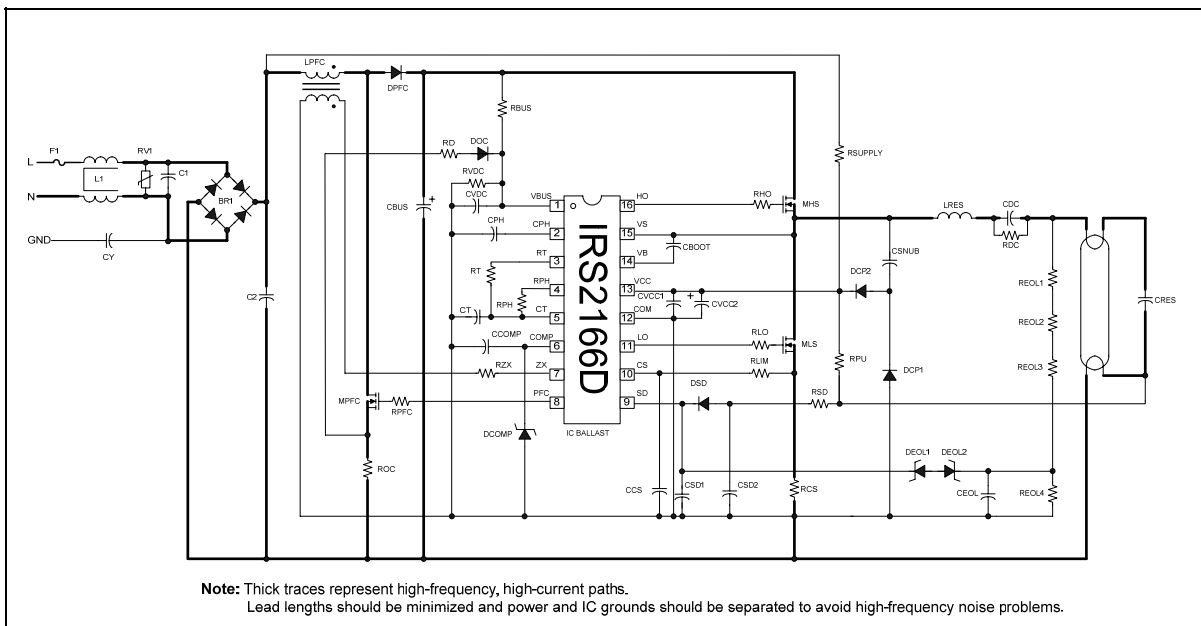 LPFC
DPFC
RBUS
F1
RV1
L
L1
C1
N
BR1
GND
CY
C2
RD
DOC
RVDC
CVDC
CBUS
+
CPH
RT
RPH
CT
CCOMP
RZX
MPFC
RPFC
DCOMP
ROC
VBUS 1
CPH 2
RT 3
RPH 4
CT 5
COMP 6
ZX 7
PFC 8
IRS2166D
IC BALLAST
16 HO
15 VS
14 VB
13 VCC
12 COM
11 LO
10 CS
9 SD
RHO
MHS
CBOOT
CVCC1
+
CVCC2
RLO
MLS
RLIM
DSD
RSD
RSUPPLY
RPU
DCP2
DCP1
CSNUB
LRES
CDC
RDC
REOL1
REOL2
REOL3
CRES
DEOL1
DEOL2
CEOL
REOL4
CCS
CSD1
CSD2
RCS
Note: Thick traces represent high-frequency, high-current paths.
Lead lengths should be minimized and power and IC grounds should be separated to avoid high-frequency noise problems.